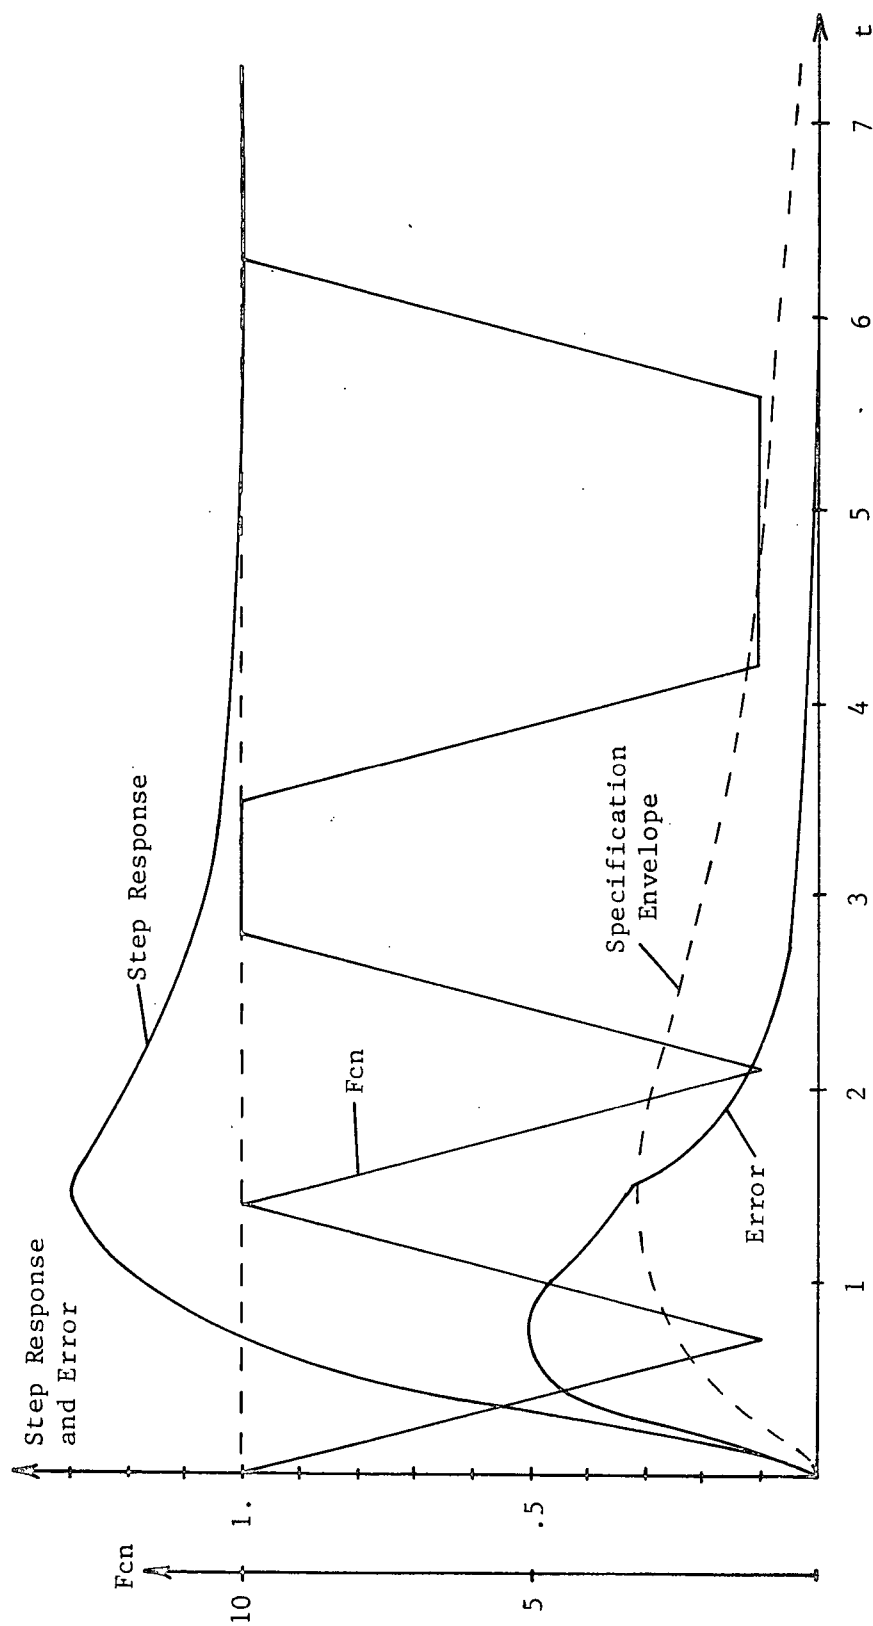 Step Response
and Error
Fcn
10
5
1.
.5
Step Response
Fcn
Specification
Envelope
Error
1
2
3
4
5
6
7
t